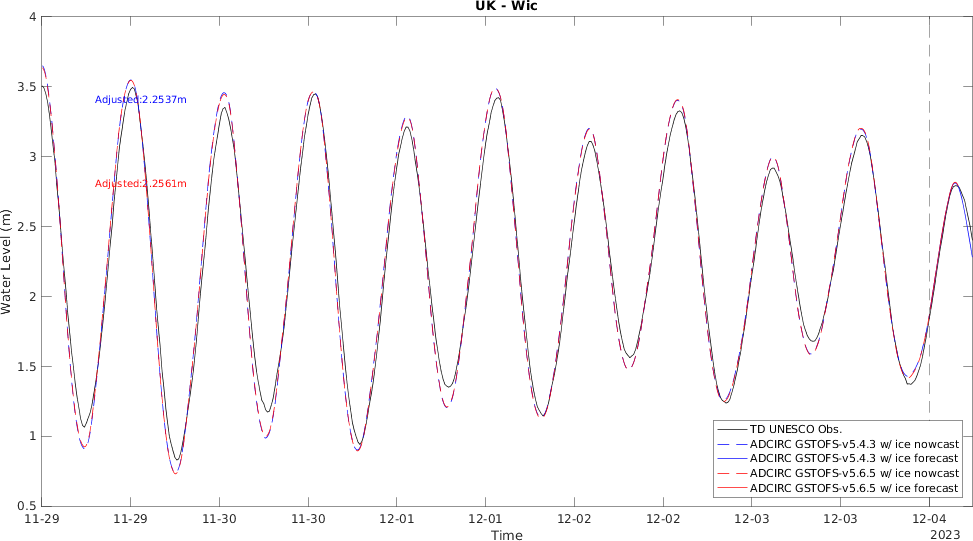 UK - Wic
4
3.5
3
2.5
2
1.5
1
0.5
Water Level (m)
Adjusted:2.2537m
Adjusted:2.2561m
TD UNESCO Obs.
ADCIRC GSTOFS-v5.4.3 w/ ice nowcast
ADCIRC GSTOFS-v5.4.3 w/ ice forecast
ADCIRC GSTOFS-v5.6.5 w/ ice nowcast
ADCIRC GSTOFS-v5.6.5 w/ ice forecast
11-29 11-29 11-30 11-30 12-01 12-01 12-02 12-02 12-03 12-03 12-04
Time
2023